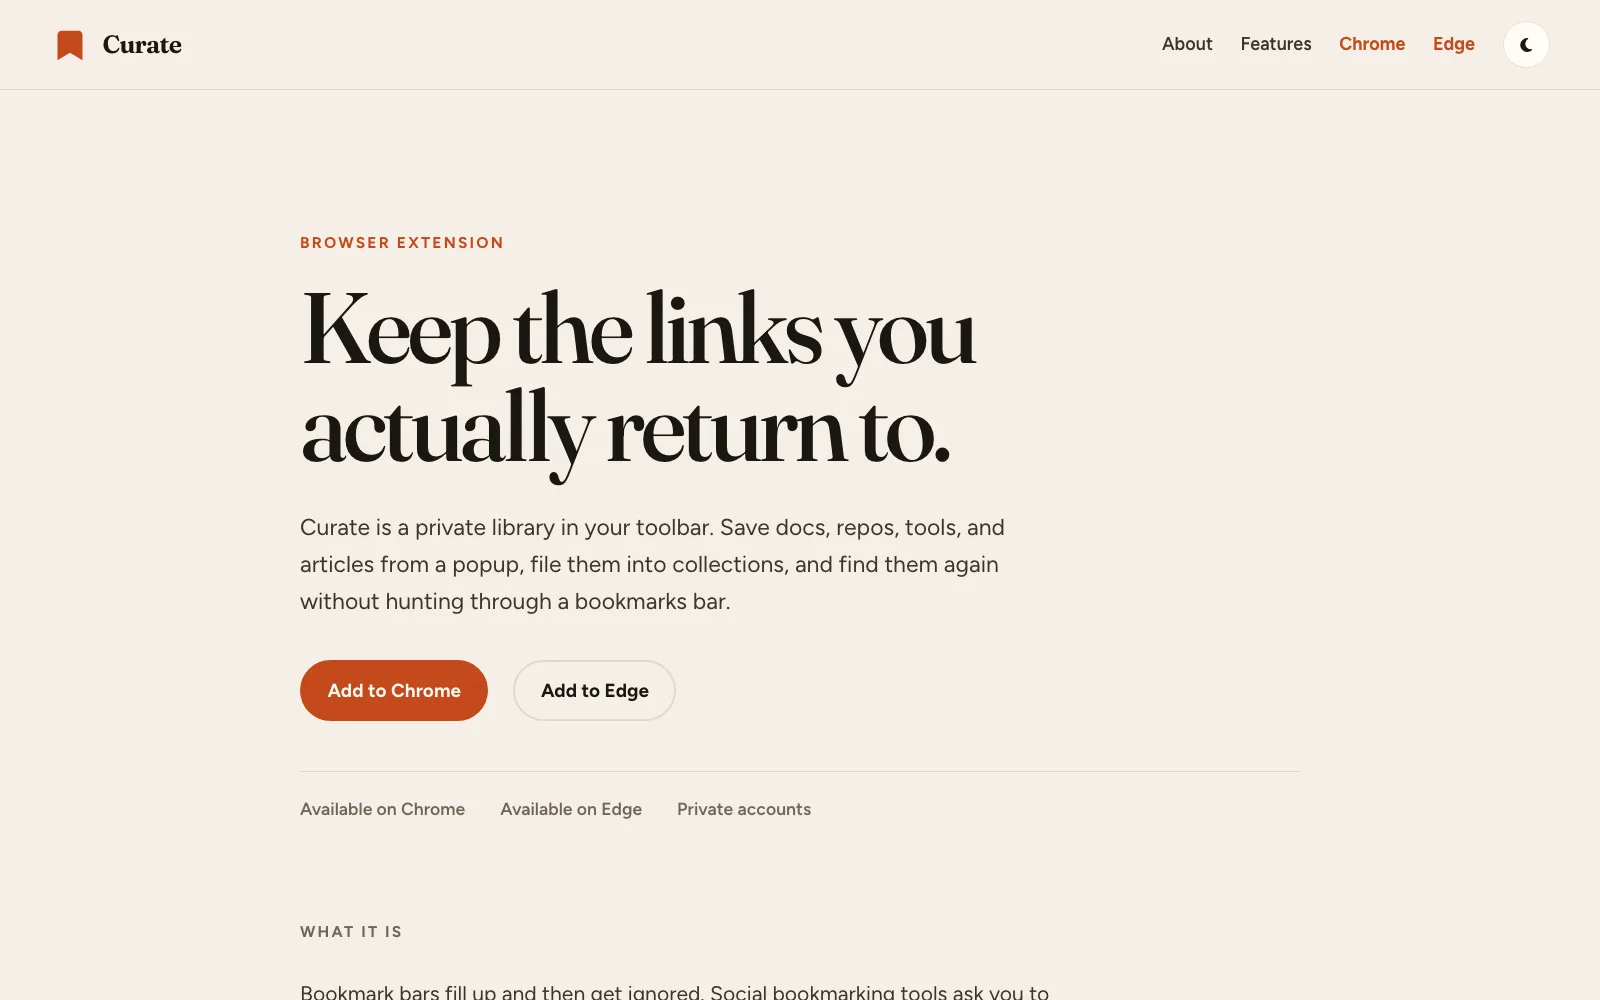 Curate
About Features Chrome Edge
BROWSER EXTENSION
Keep the links you
actually return to.
Curate is a private library in your toolbar. Save docs, repos, tools, and
articles from a popup, file them into collections, and find them again
without hunting through a bookmarks bar.
Add to Chrome Add to Edge
Available on Chrome Available on Edge Private accounts
WHAT IT IS
Bookmark bars fill up and then get ignored. Social bookmarking tools ask you to